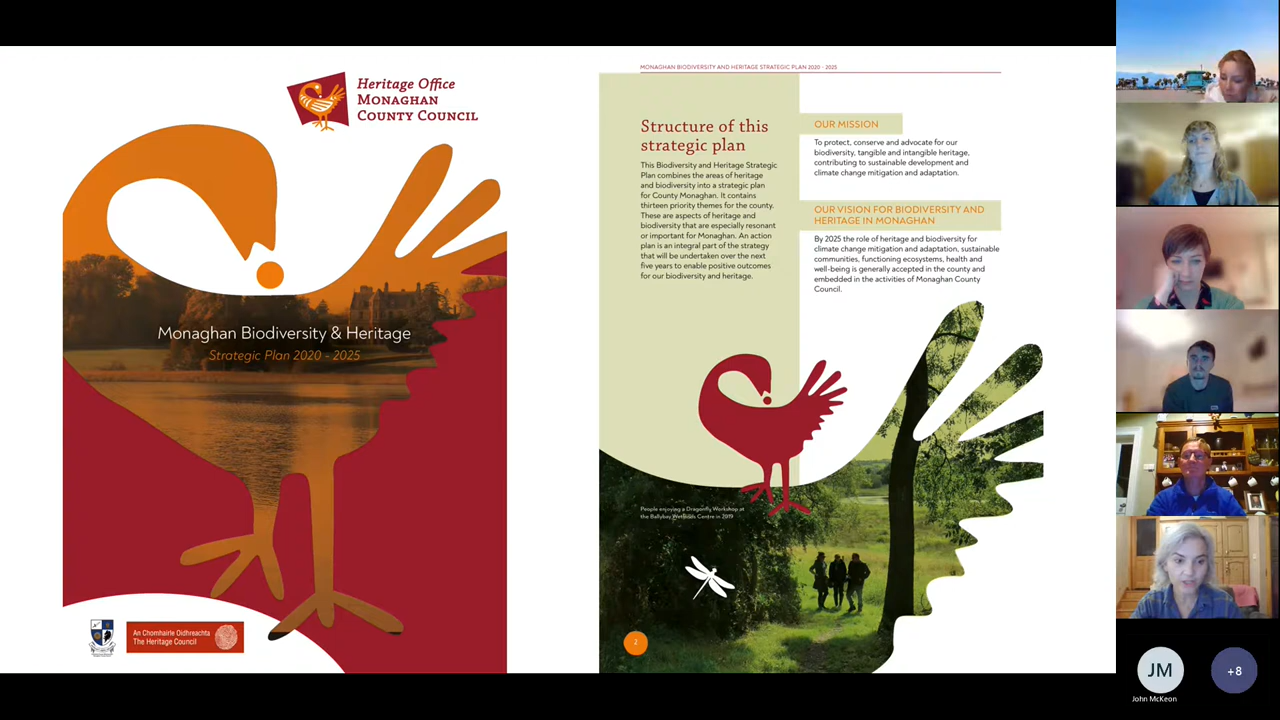 Heritage Office
MONAGHAN
COUNTY COUNCIL
Monaghan Biodiversity & Heritage
Strategic Plan 2020 - 2025
An Chomhairle Oidhreachta
The Heritage Council
MONAGHAN BIODIVERSITY AND HERITAGE STRATEGIC PLAN 2020 - 2025
Structure of this
strategic plan
This Biodiversity and Heritage Strategic
Plan combines the areas of heritage
and biodiversity into a strategic plan
for County Monaghan. It contains
thirteen priority themes for the county.
These are aspects of heritage and
biodiversity that are especially resonant
or important for Monaghan. An action
plan is an integral part of the strategy
that will be undertaken over the next
five years to enable positive outcomes
for our biodiversity and heritage.
OUR MISSION
To protect, conserve and advocate for our
biodiversity, tangible and intangible heritage,
contributing to sustainable development and
climate change mitigation and adaptation.
OUR VISION FOR BIODIVERSITY AND
HERITAGE IN MONAGHAN
By 2025 the role of heritage and biodiversity for
climate change mitigation and adaptation, sustainable
communities, functioning ecosystems, health and
well-being is generally accepted in the county and
embedded in the activities of Monaghan County
Council.
People enjoying a Dragonfly Workshop at
the Ballybay Wetlands Centre in 2019
2
JM
John McKeon
+8